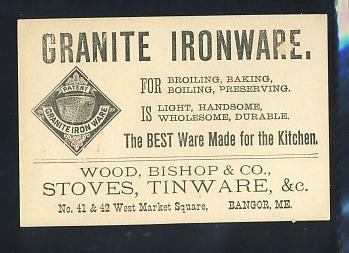 GRANITE IRONWARE.
PATENT
GRANITE IRON WARE
FOR BROILING, BAKING,
BOILING, PRESERVING.
IS LIGHT, HANDSOME,
WHOLESOME, DURABLE.
The BEST Ware Made for the Kitchen.
WOOD, BISHOP & CO.,
STOVES, TINWARE, &c.
No. 41 & 42 West Market Square, BANGOR, ME.